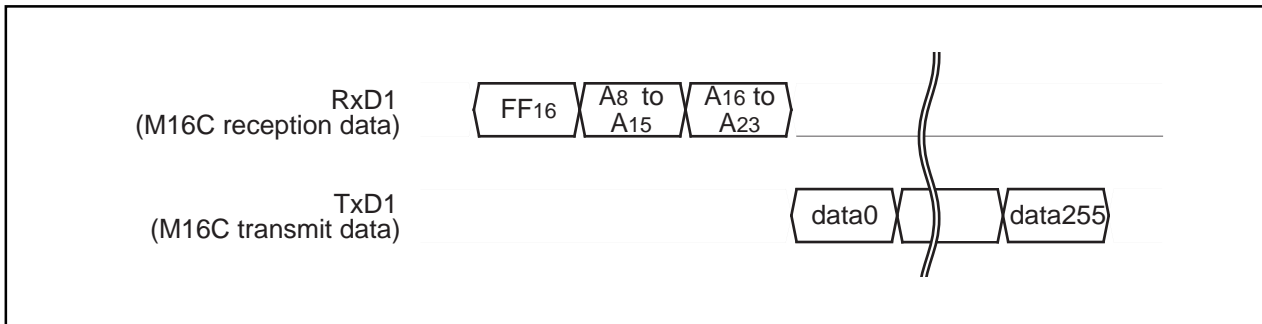 RxD1
(M16C reception data)
FF16
A8 to
A15
A16 to
A23
TxD1
(M16C transmit data)
data0
data255